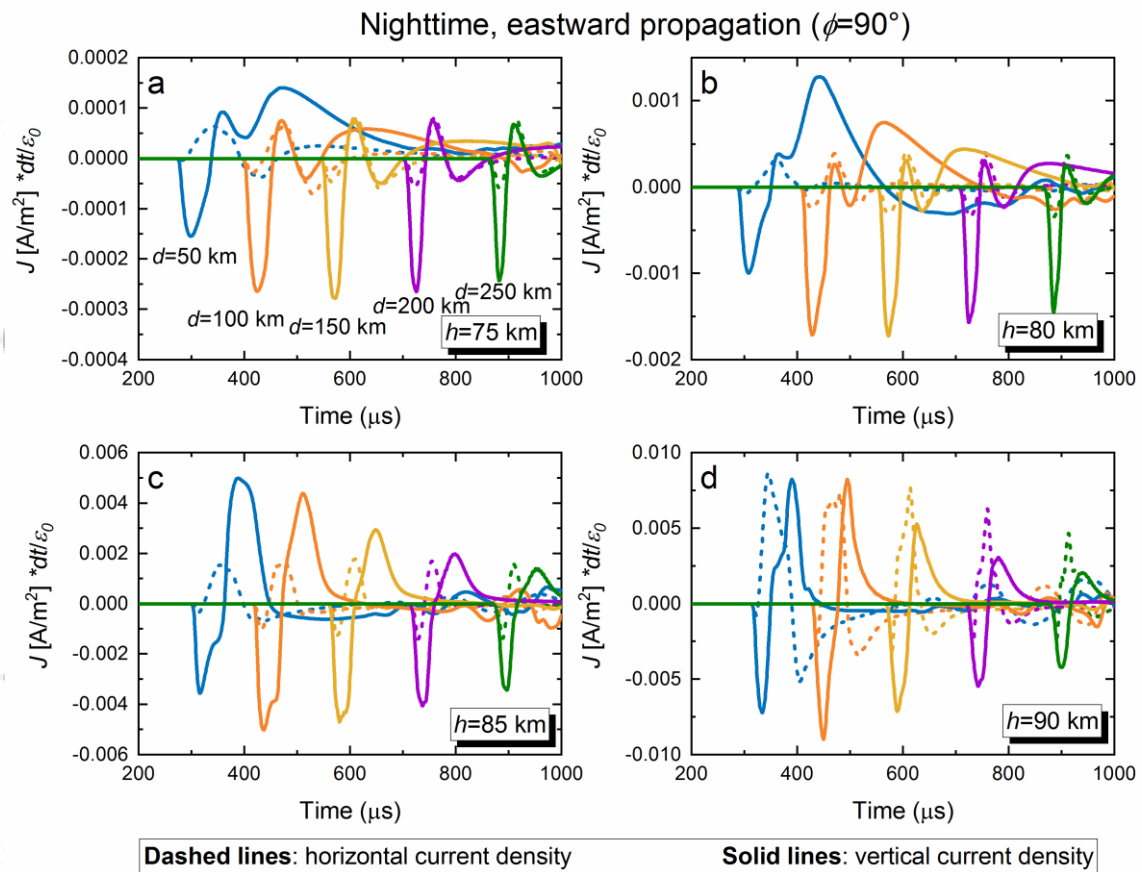 Nighttime, eastward propagation (ϕ=90°)
a
J [A/m²] *dt/ε₀
0.0002
0.0001
0.0000
-0.0001
-0.0002
-0.0003
-0.0004
d=50 km
d=100 km
d=150 km
d=200 km
d=250 km
h=75 km
200 400 600 800 1000
Time (μs)
b
J [A/m²] *dt/ε₀
0.001
0.000
-0.001
-0.002
h=80 km
200 400 600 800 1000
Time (μs)
c
J [A/m²] *dt/ε₀
0.006
0.004
0.002
0.000
-0.002
-0.004
-0.006
h=85 km
200 400 600 800 1000
Time (μs)
d
J [A/m²] *dt/ε₀
0.010
0.005
0.000
-0.005
-0.010
h=90 km
200 400 600 800 1000
Time (μs)
Dashed lines: horizontal current density Solid lines: vertical current density